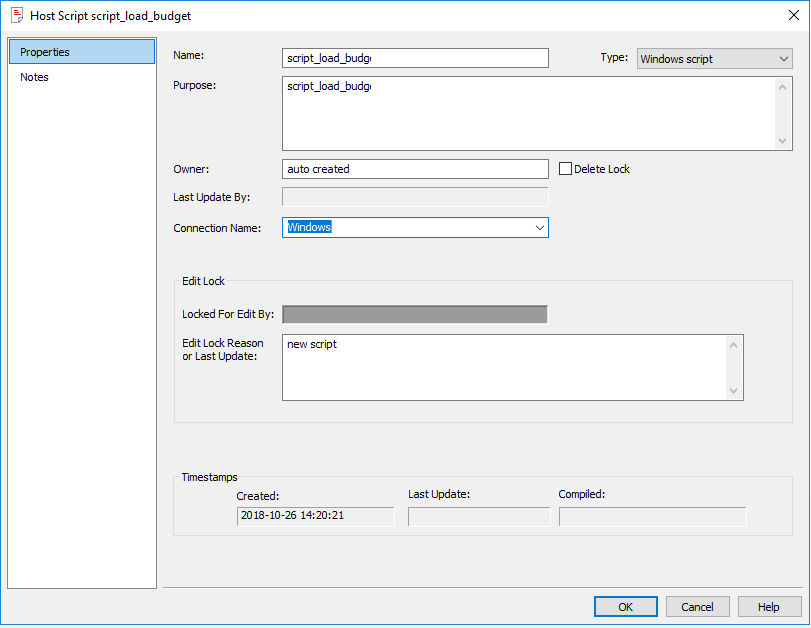 Host Script script_load_budget
Properties
Notes
Name:
script_load_budg
Type:
Windows script
Purpose:
script_load_budg
Owner:
auto created
Delete Lock
Last Update By:
Connection Name:
Windows
Edit Lock
Locked For Edit By:
Edit Lock Reason
or Last Update:
new script
Timestamps
Created:
Last Update:
Compiled:
2018-10-26 14:20:21
OK
Cancel
Help